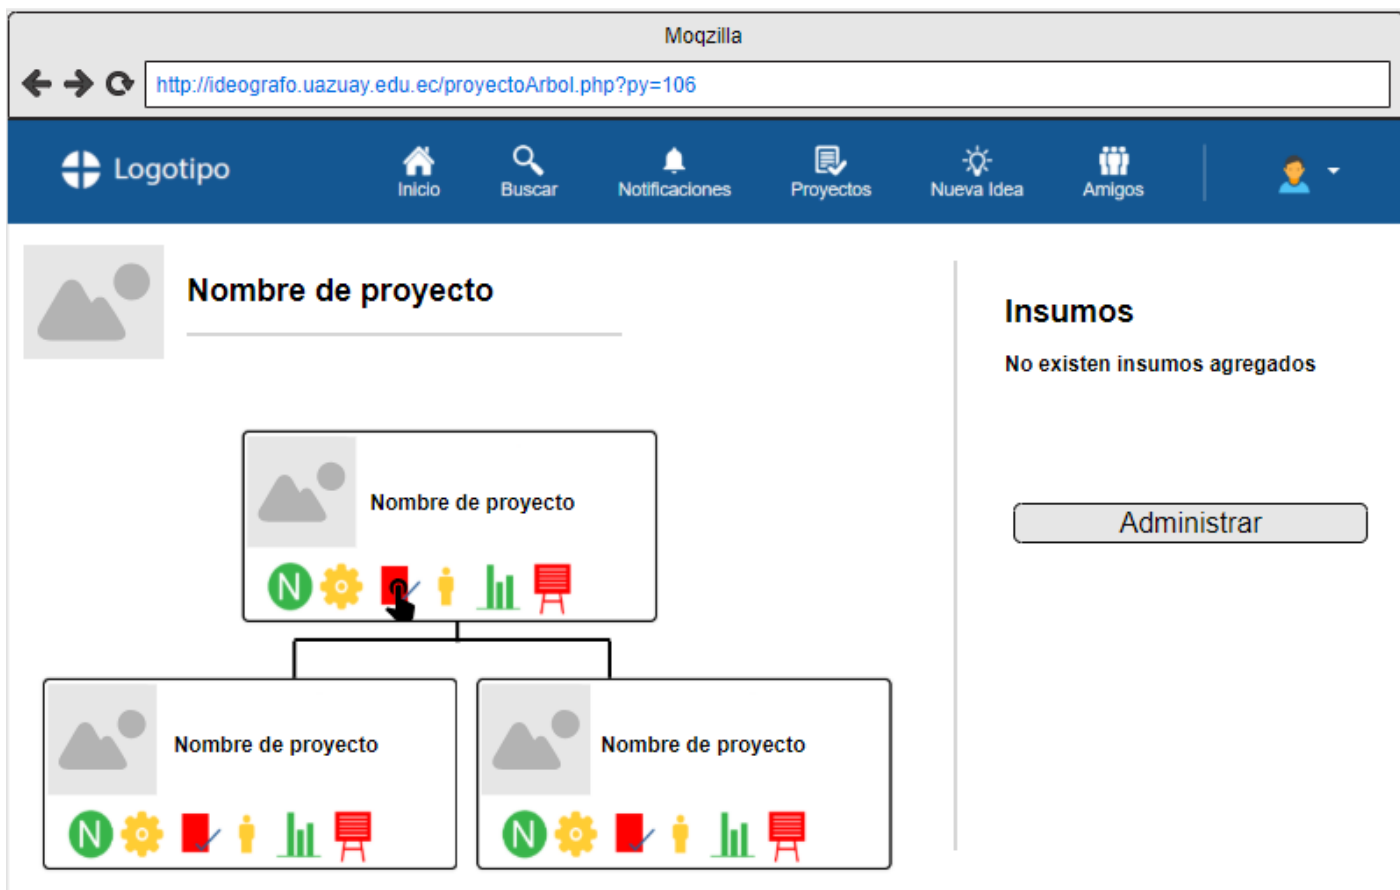 Moqzilla
http://ideografo.uazuay.edu.ec/proyectoArbol.php?py=106
Logotipo
Inicio
Buscar
Notificaciones
Proyectos
Nueva Idea
Amigos
Nombre de proyecto
Insumos
No existen insumos agregados
Administrar
Nombre de proyecto
N
Nombre de proyecto
N
Nombre de proyecto
N